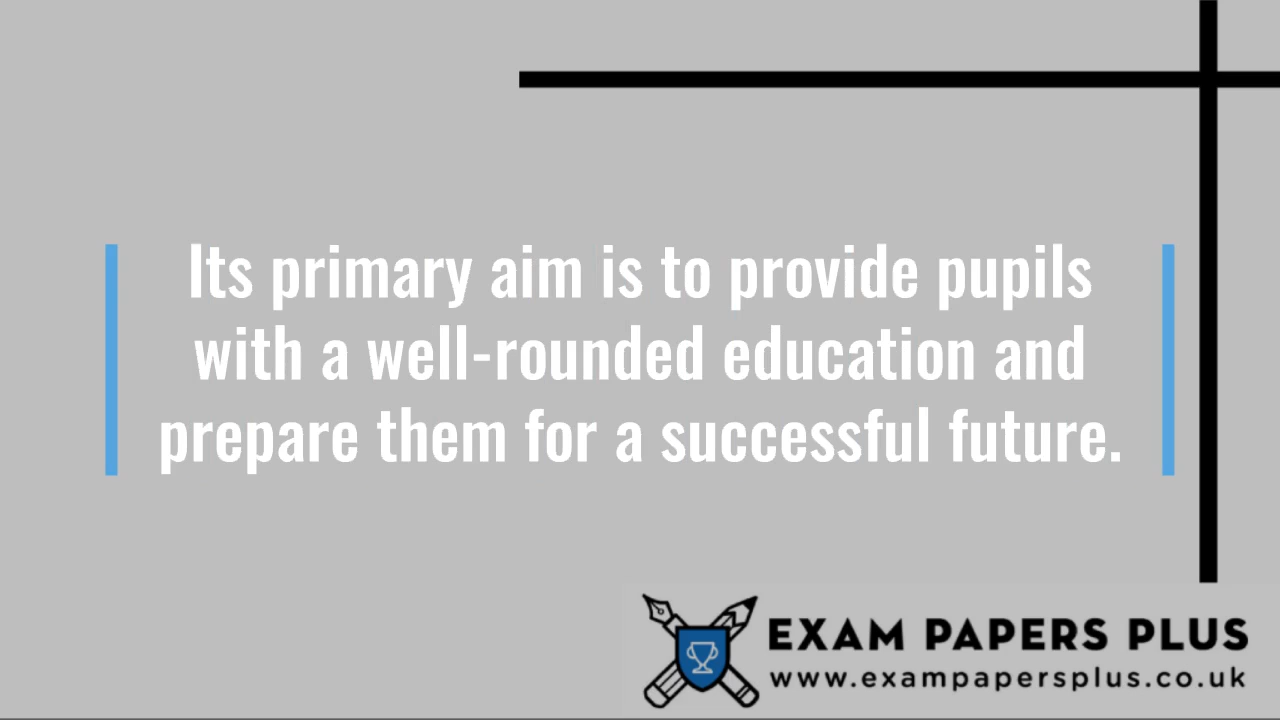 Its primary aim is to provide pupils
with a well-rounded education and
prepare them for a successful future.
EXAM PAPERS PLUS
www.exampapersplus.co.uk